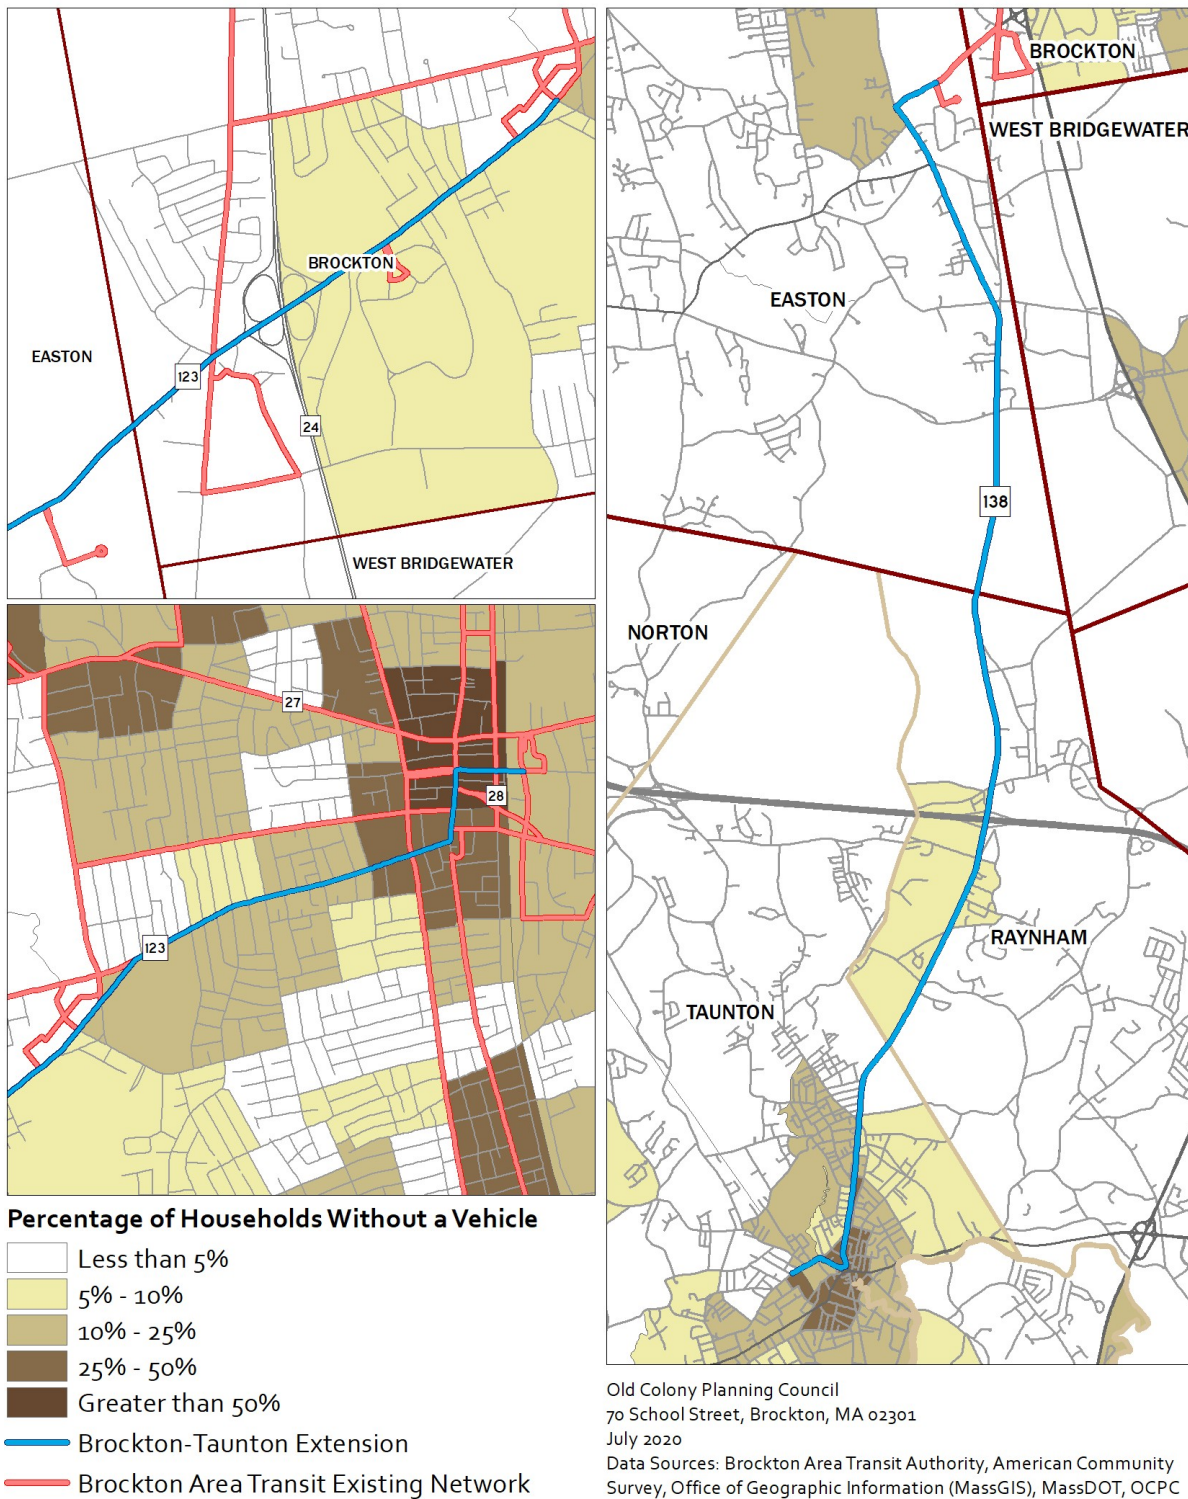 BROCKTON
EASTON
123
24
WEST BRIDGEWATER
BROCKTON
WEST BRIDGEWATER
EASTON
138
NORTON
RAYNHAM
TAUNTON
27
28
123
Percentage of Households Without a Vehicle
Less than 5%
5% - 10%
10% - 25%
25% - 50%
Greater than 50%
Brockton-Taunton Extension
Brockton Area Transit Existing Network
Old Colony Planning Council
70 School Street, Brockton, MA 02301
July 2020
Data Sources: Brockton Area Transit Authority, American Community
Survey, Office of Geographic Information (MassGIS), MassDOT, OCPC